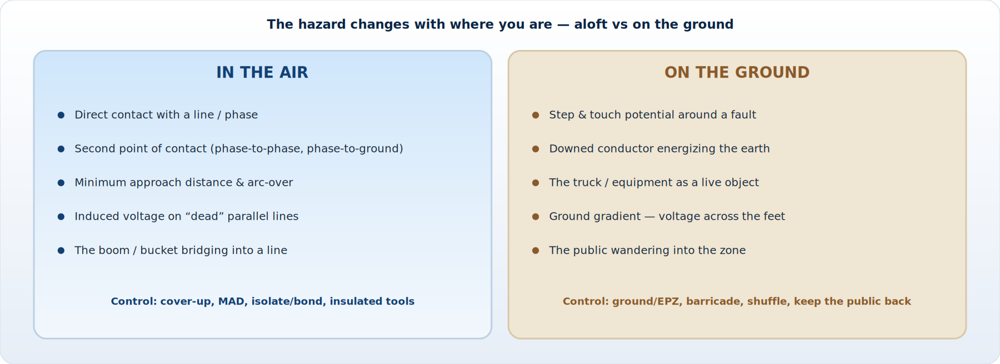 The hazard changes with where you are — aloft vs on the ground
IN THE AIR
Direct contact with a line / phase
Second point of contact (phase-to-phase, phase-to-ground)
Minimum approach distance & arc-over
Induced voltage on “dead” parallel lines
The boom / bucket bridging into a line
Control: cover-up, MAD, isolate/bond, insulated tools
ON THE GROUND
Step & touch potential around a fault
Downed conductor energizing the earth
The truck / equipment as a live object
Ground gradient — voltage across the feet
The public wandering into the zone
Control: ground/EPZ, barricade, shuffle, keep the public back